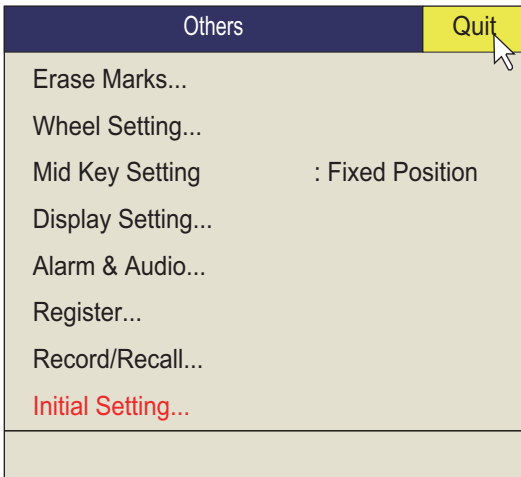 Others Quit
Erase Marks...
Wheel Setting...
Mid Key Setting : Fixed Position
Display Setting...
Alarm & Audio...
Register...
Record/Recall...
Initial Setting...